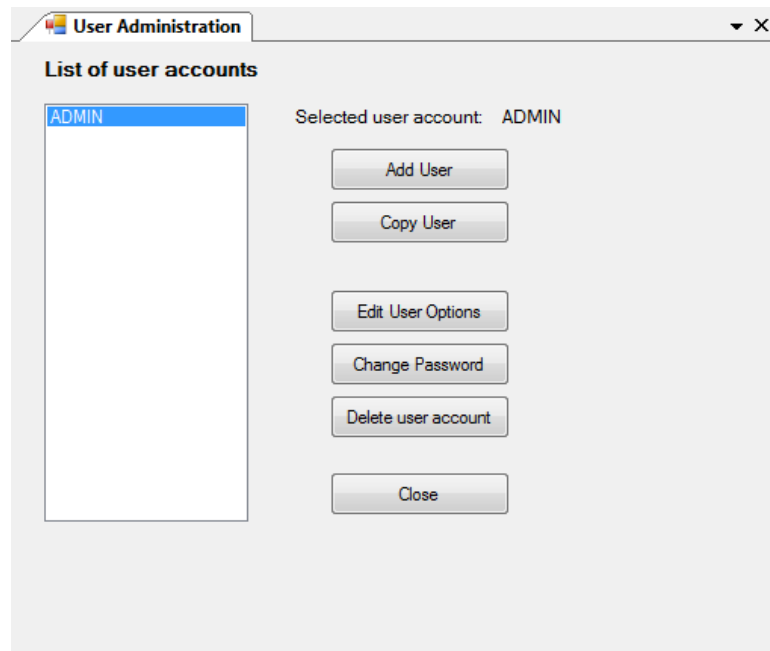 User Administration
List of user accounts
ADMIN
Selected user account: ADMIN
Add User
Copy User
Edit User Options
Change Password
Delete user account
Close